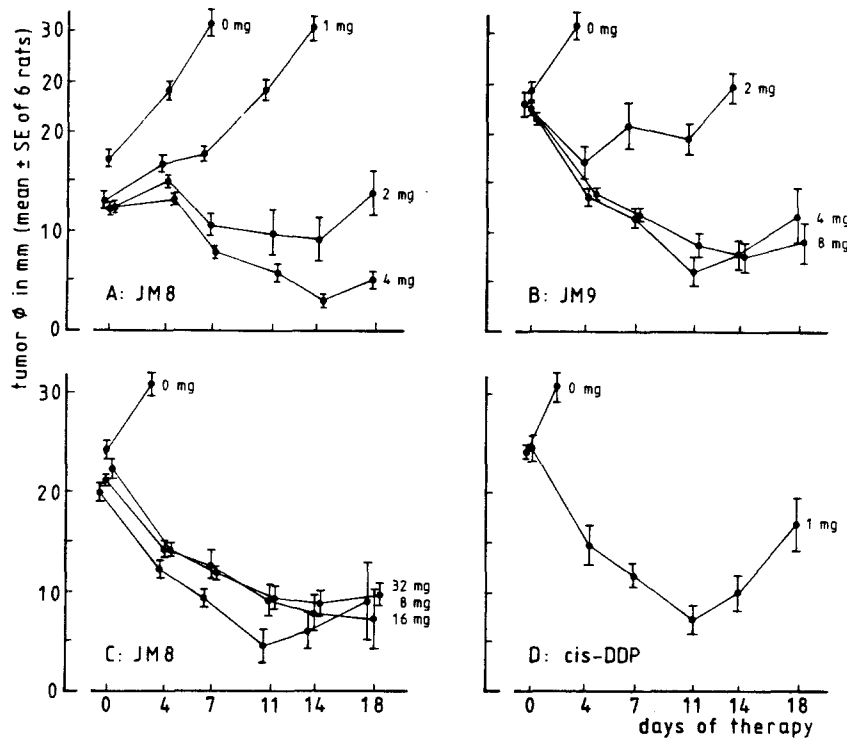 tumor ø in mm (mean ± SE of 6 rats)
30
20
20
10
0
0 mg
1 mg
2 mg
4 mg
A: JM8
0 mg
2 mg
4 mg
8 mg
B: JM9
30
20
10
0
0 mg
32 mg
8 mg
16 mg
C: JM8
0 4 7 11 14 18
0 mg
1 mg
D: cis-DDP
0 4 7 11 14 18
days of therapy